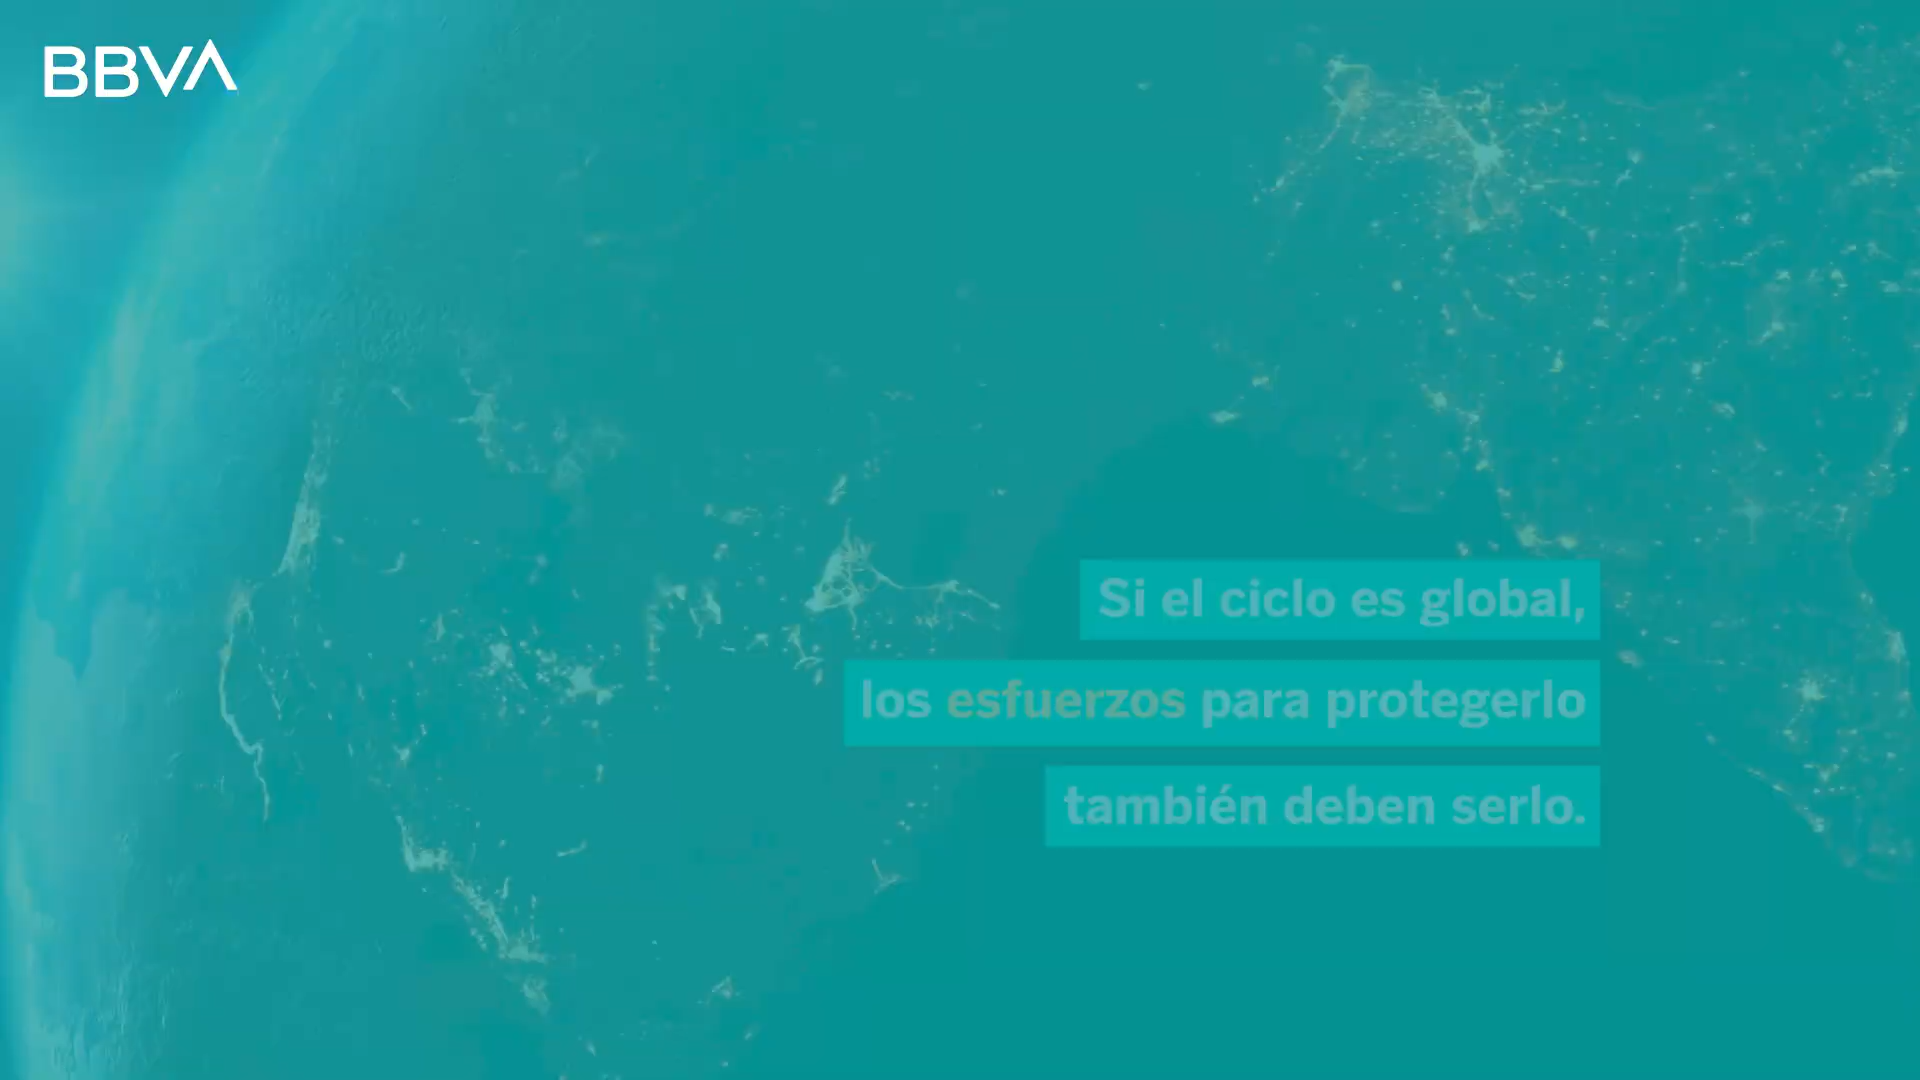 BBVA
Si el ciclo es global,
los esfuerzos para protegerlo
también deben serlo.